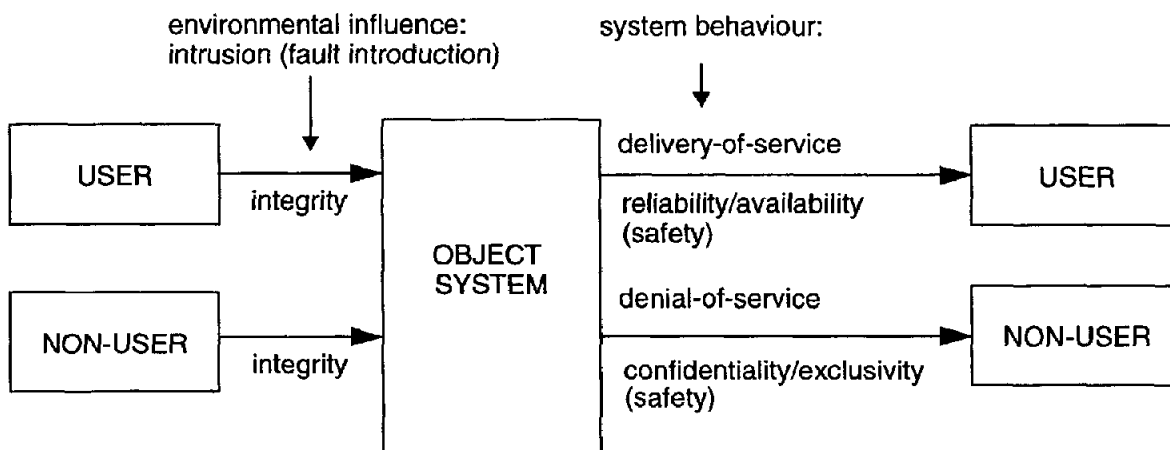 environmental influence:
intrusion (fault introduction)
system behaviour:
USER
integrity
NON-USER
integrity
OBJECT
SYSTEM
delivery-of-service
reliability/availability
(safety)
denial-of-service
confidentiality/exclusivity
(safety)
USER
NON-USER